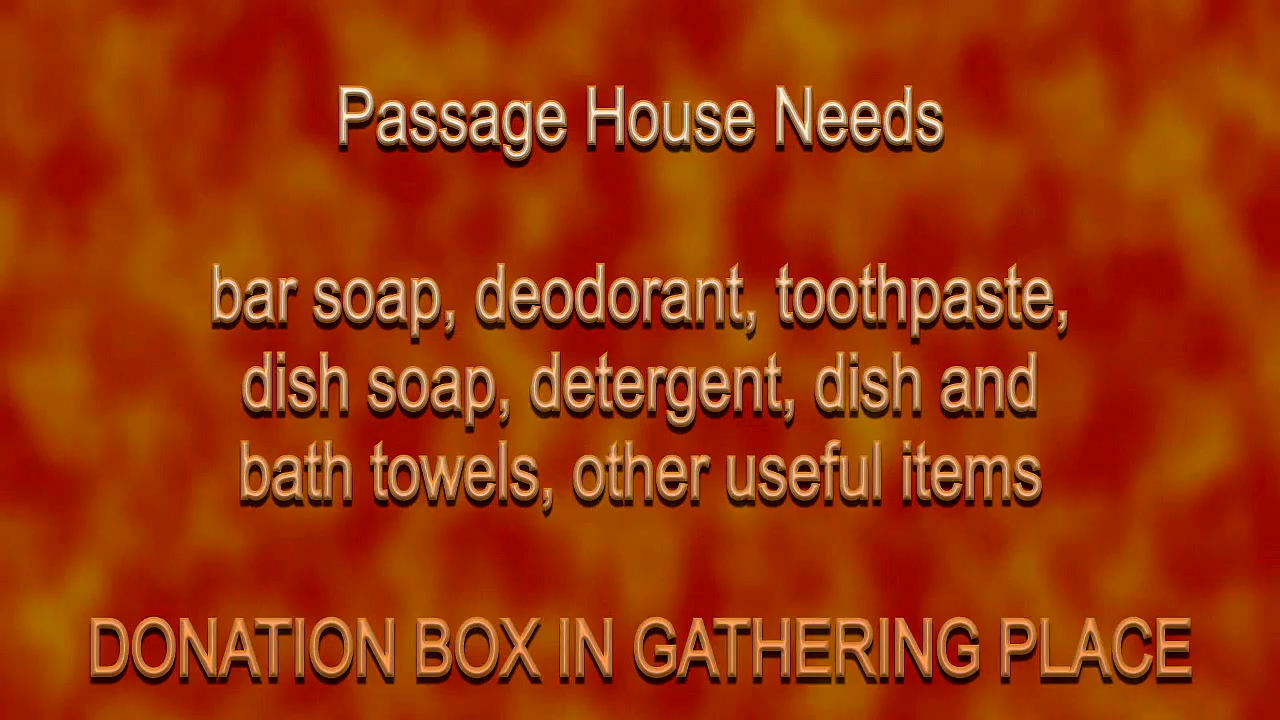 Passage House Needs
bar soap, deodorant, toothpaste,
dish soap, detergent, dish and
bath towels, other useful items
DONATION BOX IN GATHERING PLACE